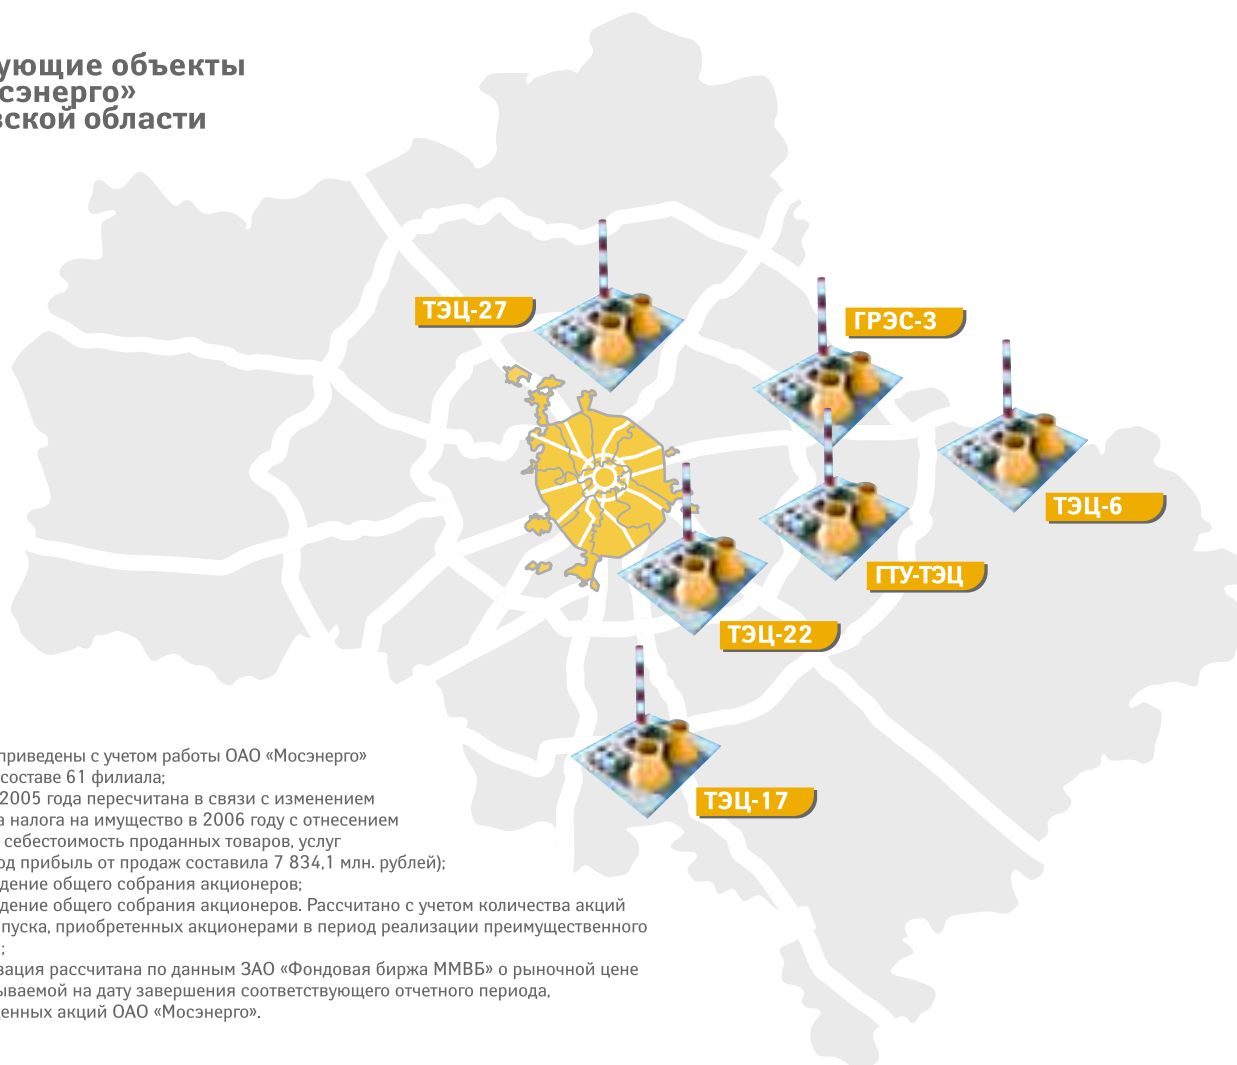 ующие объекты
сэнерго»
ской области
ТЭЦ-27
ГРЭС-3
ТЭЦ-6
ГТУ-ТЭЦ
ТЭЦ-22
ТЭЦ-17
приведены с учетом работы ОАО «Мосэнерго»
составе 61 филиала;
2005 года пересчитана в связи с изменением
а налога на имущество в 2006 году с отнесением
себестоимость проданных товаров, услуг
од прибыль от продаж составила 7 834,1 млн. рублей);
дение общего собрания акционеров;
дение общего собрания акционеров. Рассчитано с учетом количества акций
пуска, приобретенных акционерами в период реализации преимущественного
;
зация рассчитана по данным ЗАО «Фондовая биржа ММВБ» о рыночной цене
ываемой на дату завершения соответствующего отчетного периода,
енных акций ОАО «Мосэнерго».